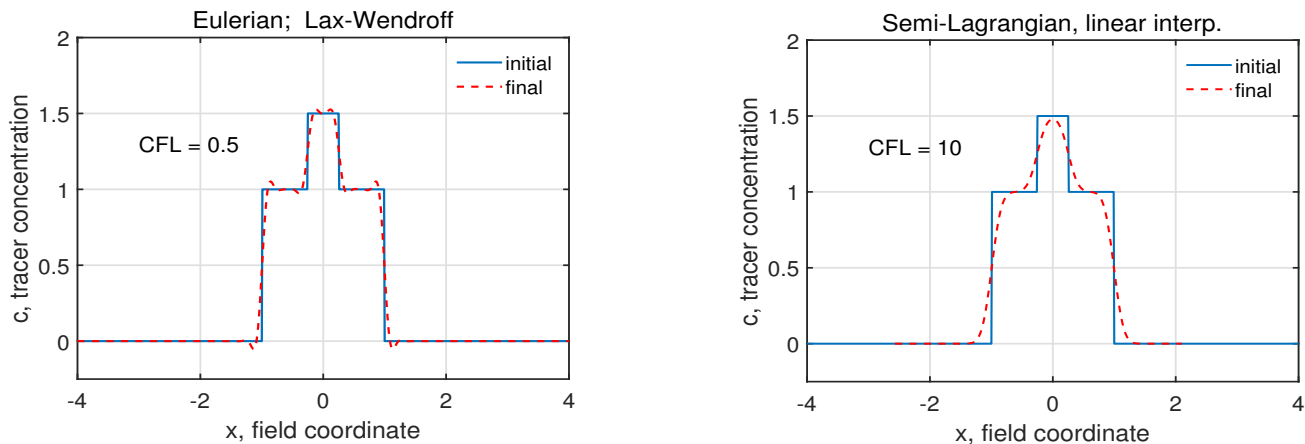 Eulerian; Lax-Wendroff
2
initial
final
1.5
CFL = 0.5
1
0.5
0
-4 -2 0 2 4
c, tracer concentration
x, field coordinate
Semi-Lagrangian, linear interp.
2
initial
final
1.5
CFL = 10
1
0.5
0
-4 -2 0 2 4
c, tracer concentration
x, field coordinate